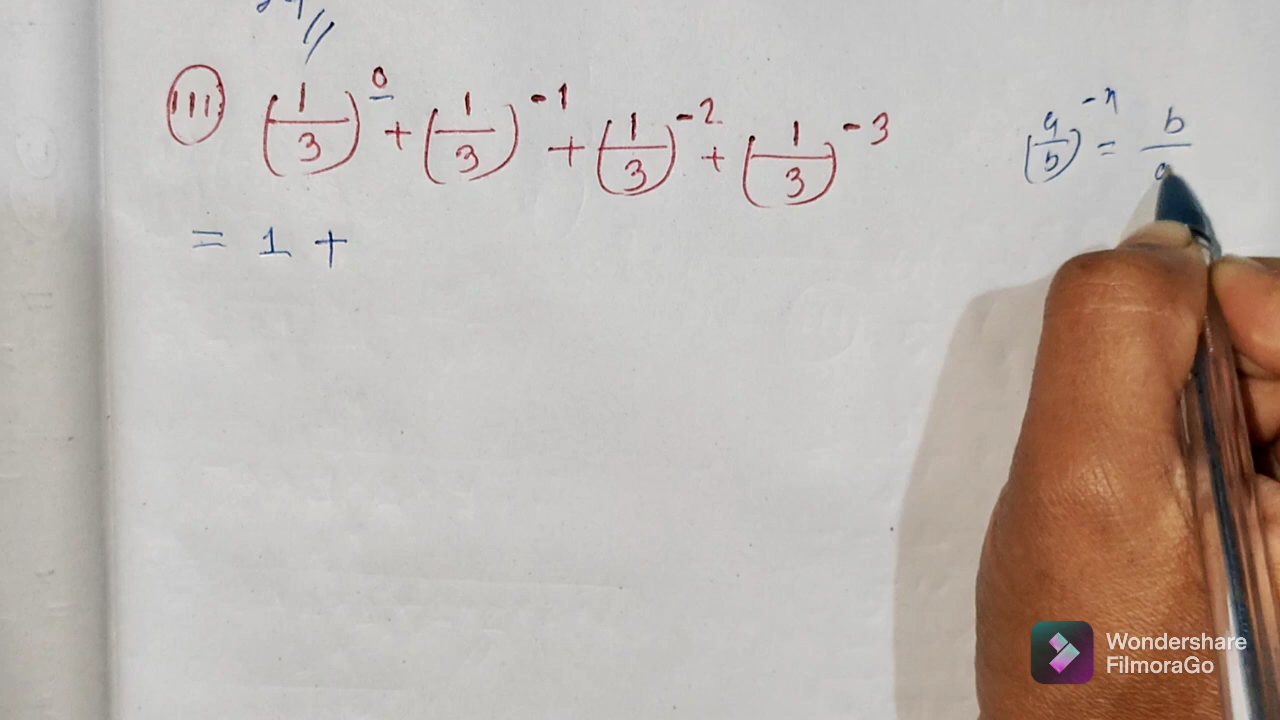 (iii) (1/3)^0 + (1/3)^-1 + (1/3)^-2 + (1/3)^-3
(a/b)^-n = b/a
= 1 +
Wondershare
FilmoraGo